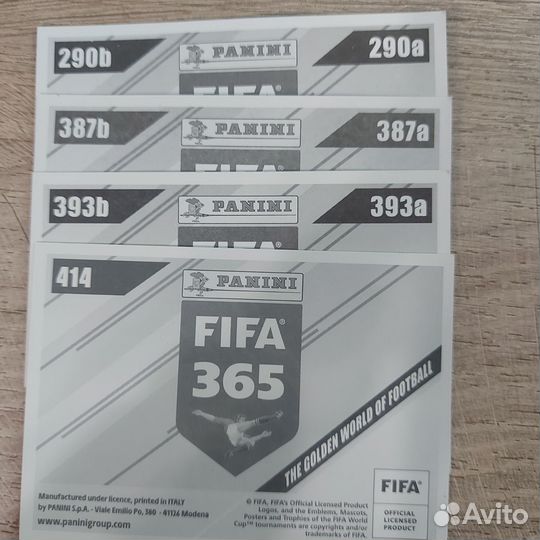 290b PANINI 290a
FIFA
387b PANINI 387a
FIFA
393b PANINI 393a
FIFA
414 PANINI
FIFA®
365
THE GOLDEN WORLD OF FOOTBALL
Manufactured under licence, printed in ITALY
by PANINI S.p.A. - Viale Emilio Po, 380 - 41126 Modena
www.paninigroup.com
© FIFA, FIFA's Official Licensed Product
Logos, and the Emblems, Mascots,
Posters and Trophies of the FIFA World
Cup™ tournaments are copyrights and/or
trademarks of FIFA.
FIFA®
OFFICIAL
LICENSED
PRODUCT
Avito